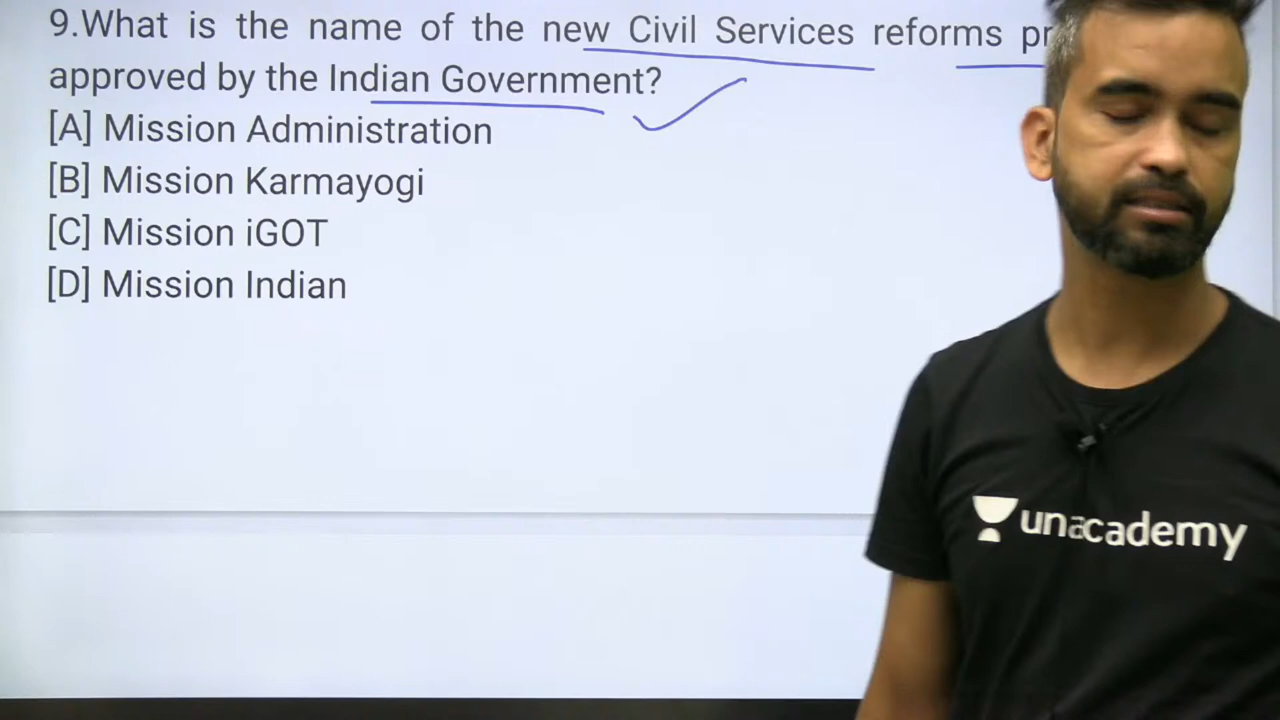 9.What is the name of the new Civil Services reforms
approved by the Indian Government?
[A] Mission Administration
[B] Mission Karmayogi
[C] Mission iGOT
[D] Mission Indian
unacademy